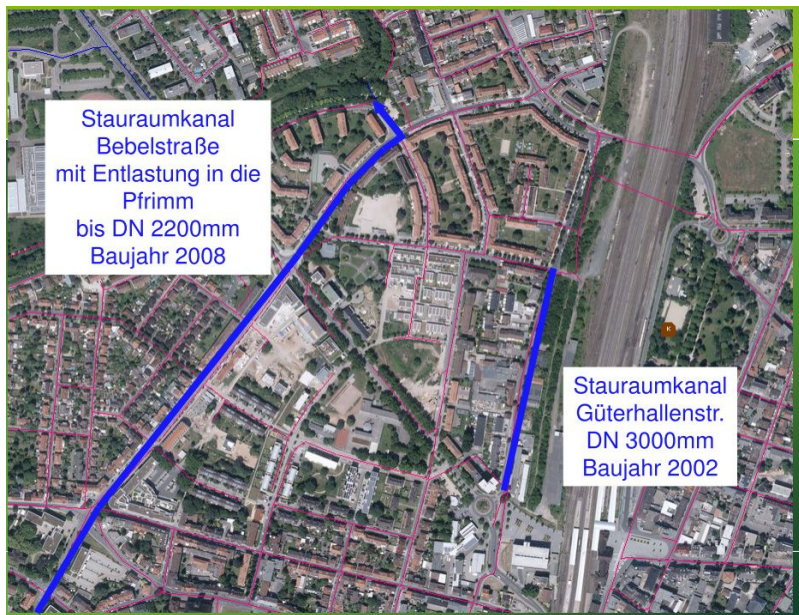 Stauraumkanal
Bebelstraße
mit Entlastung in die
Pfrimm
bis DN 2200mm
Baujahr 2008
K
Stauraumkanal
Güterhallenstr.
DN 3000mm
Baujahr 2002